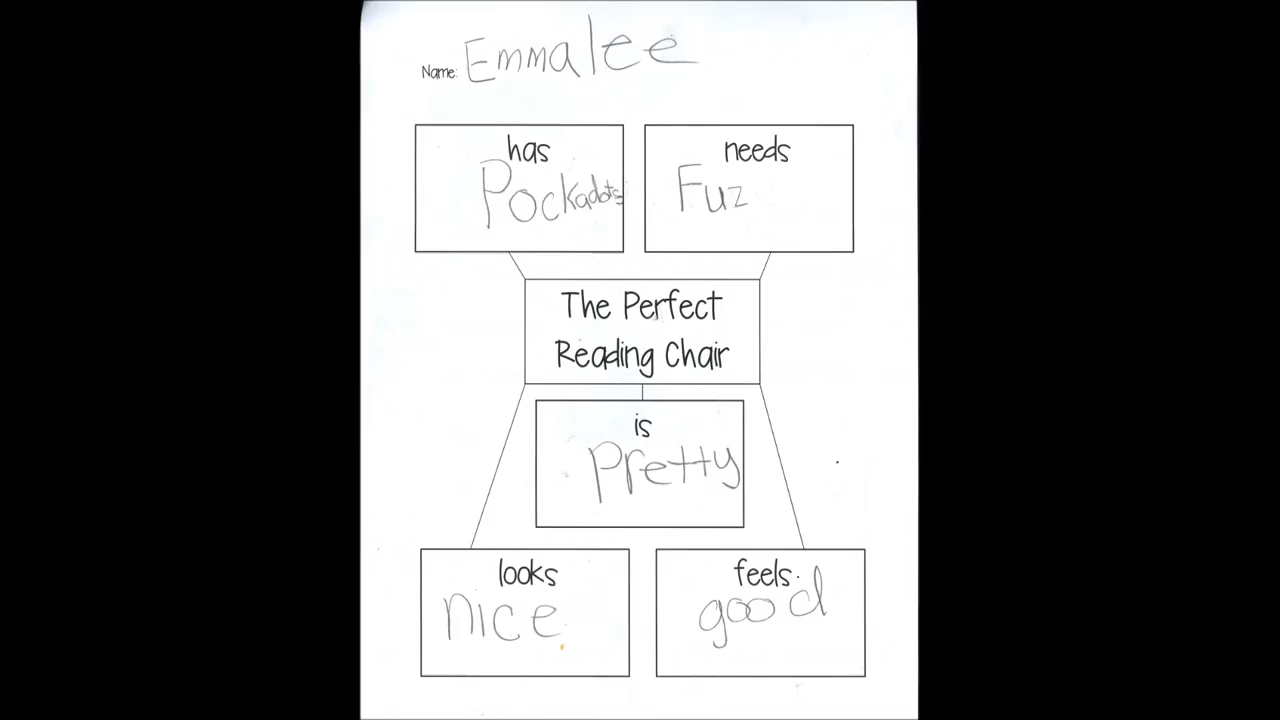 Name: Emmalee
has
Pockadots
needs
Fuz
The Perfect
Reading Chair
is
Pretty
looks
nice
feels
good